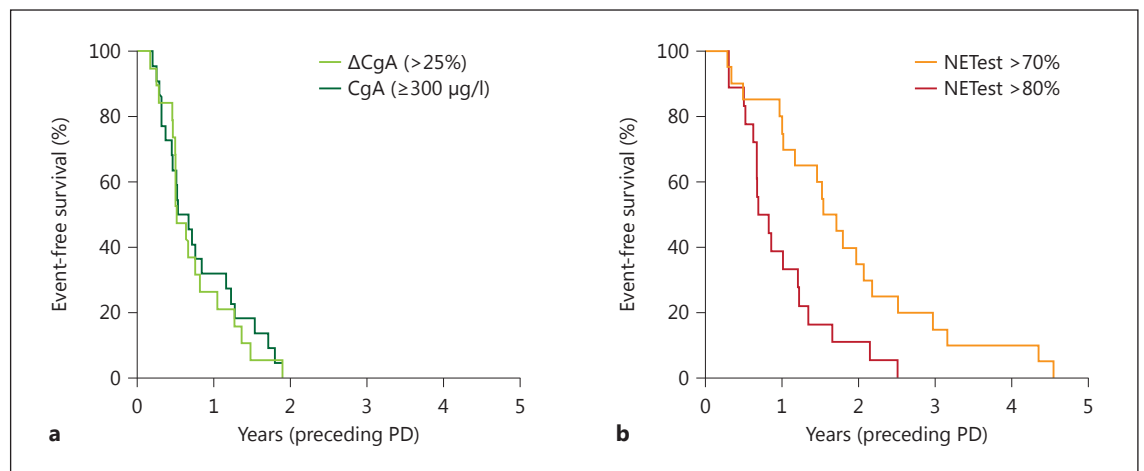 100
80
60
40
20
0
Event-free survival (%)
ΔCgA (>25%)
CgA (≥300 μg/l)
0 1 2 3 4 5
Years (preceding PD)
a
100
80
60
40
20
0
Event-free survival (%)
NETest >70%
NETest >80%
0 1 2 3 4 5
Years (preceding PD)
b